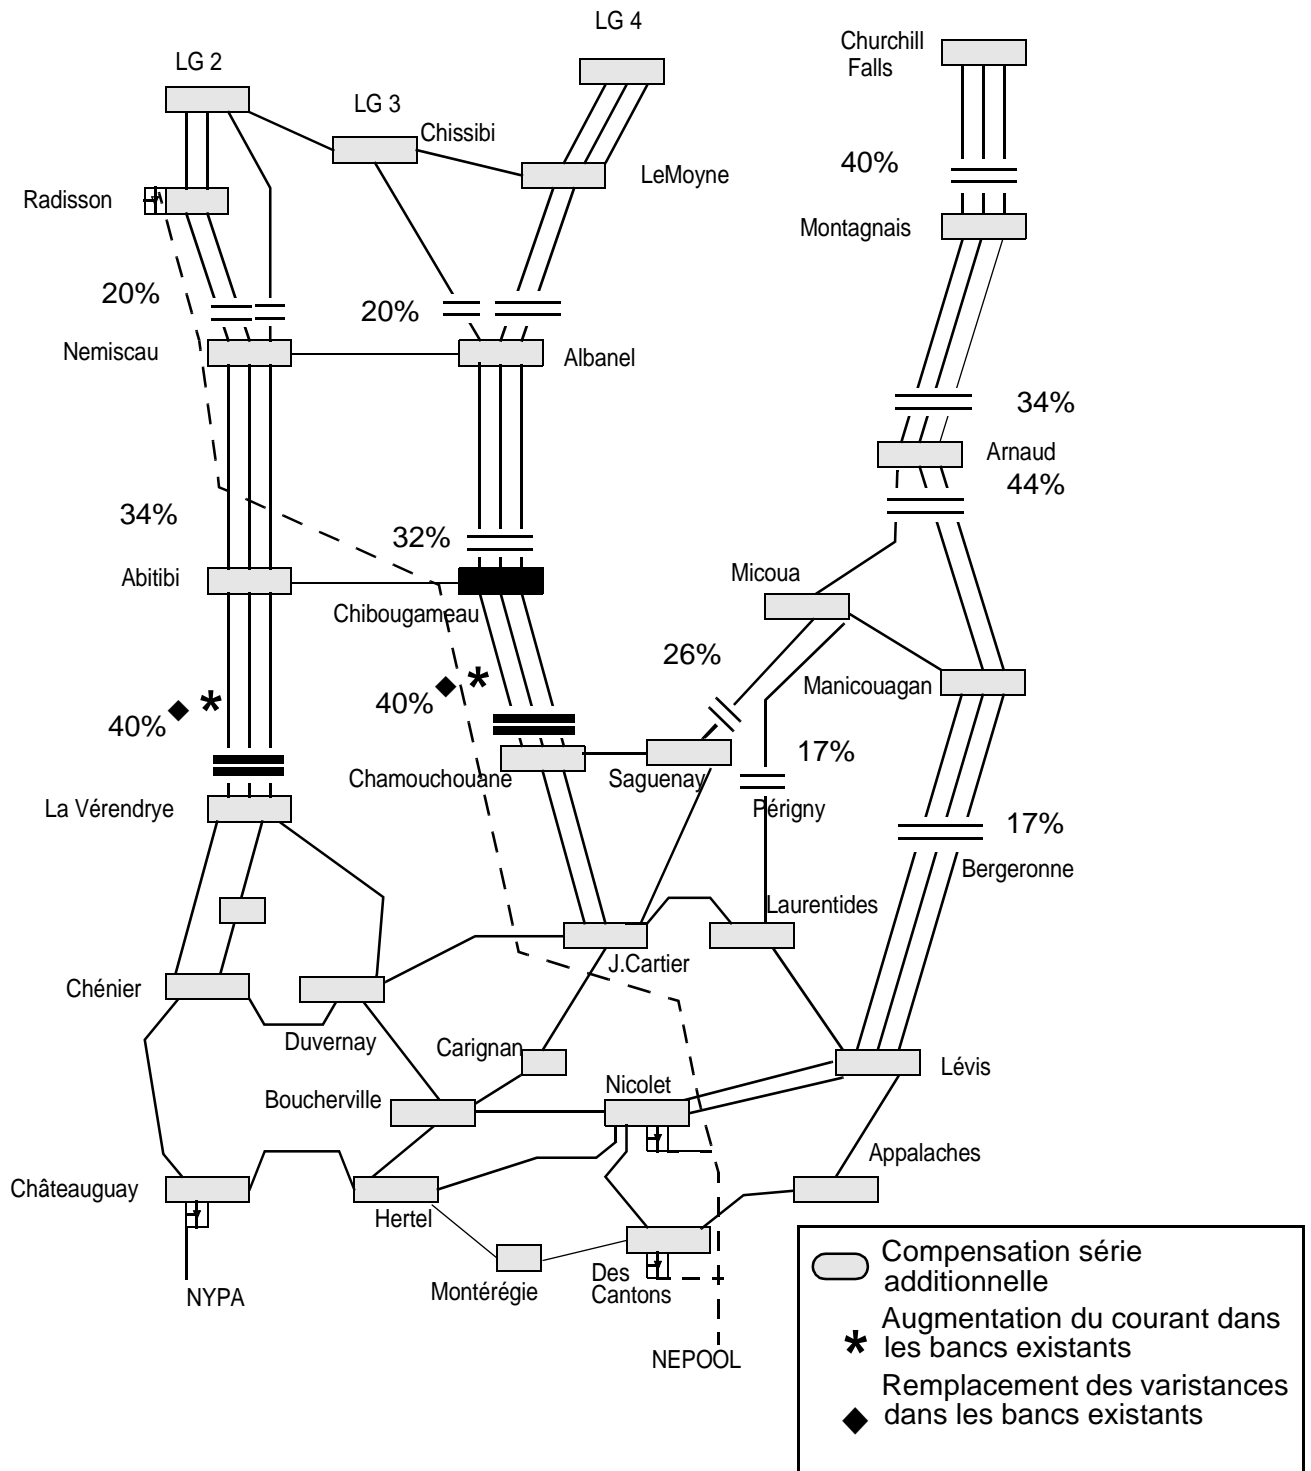 LG 4
Churchill
Falls
LG 2
LG 3
Chissibi
LeMoyne
40%
Radisson
Montagnais
20%
20%
Nemiscau
Albanel
34%
Arnaud
44%
34%
32%
Abitibi
Micoua
Chibougameau
26%
Manicouagan
40%
40%
17%
Chamouchouane
Saguenay
La Vérendrye
Périgny
17%
Bergeronne
Laurentides
J.Cartier
Chénier
Duvernay
Carignan
Lévis
Nicolet
Boucherville
Appalaches
Châteauguay
Hertel
Des
Cantons
Montérégie
NYPA
NEPOOL
Compensation série
additionnelle
Augmentation du courant dans
* les bancs existants
Remplacement des varistances
◆ dans les bancs existants